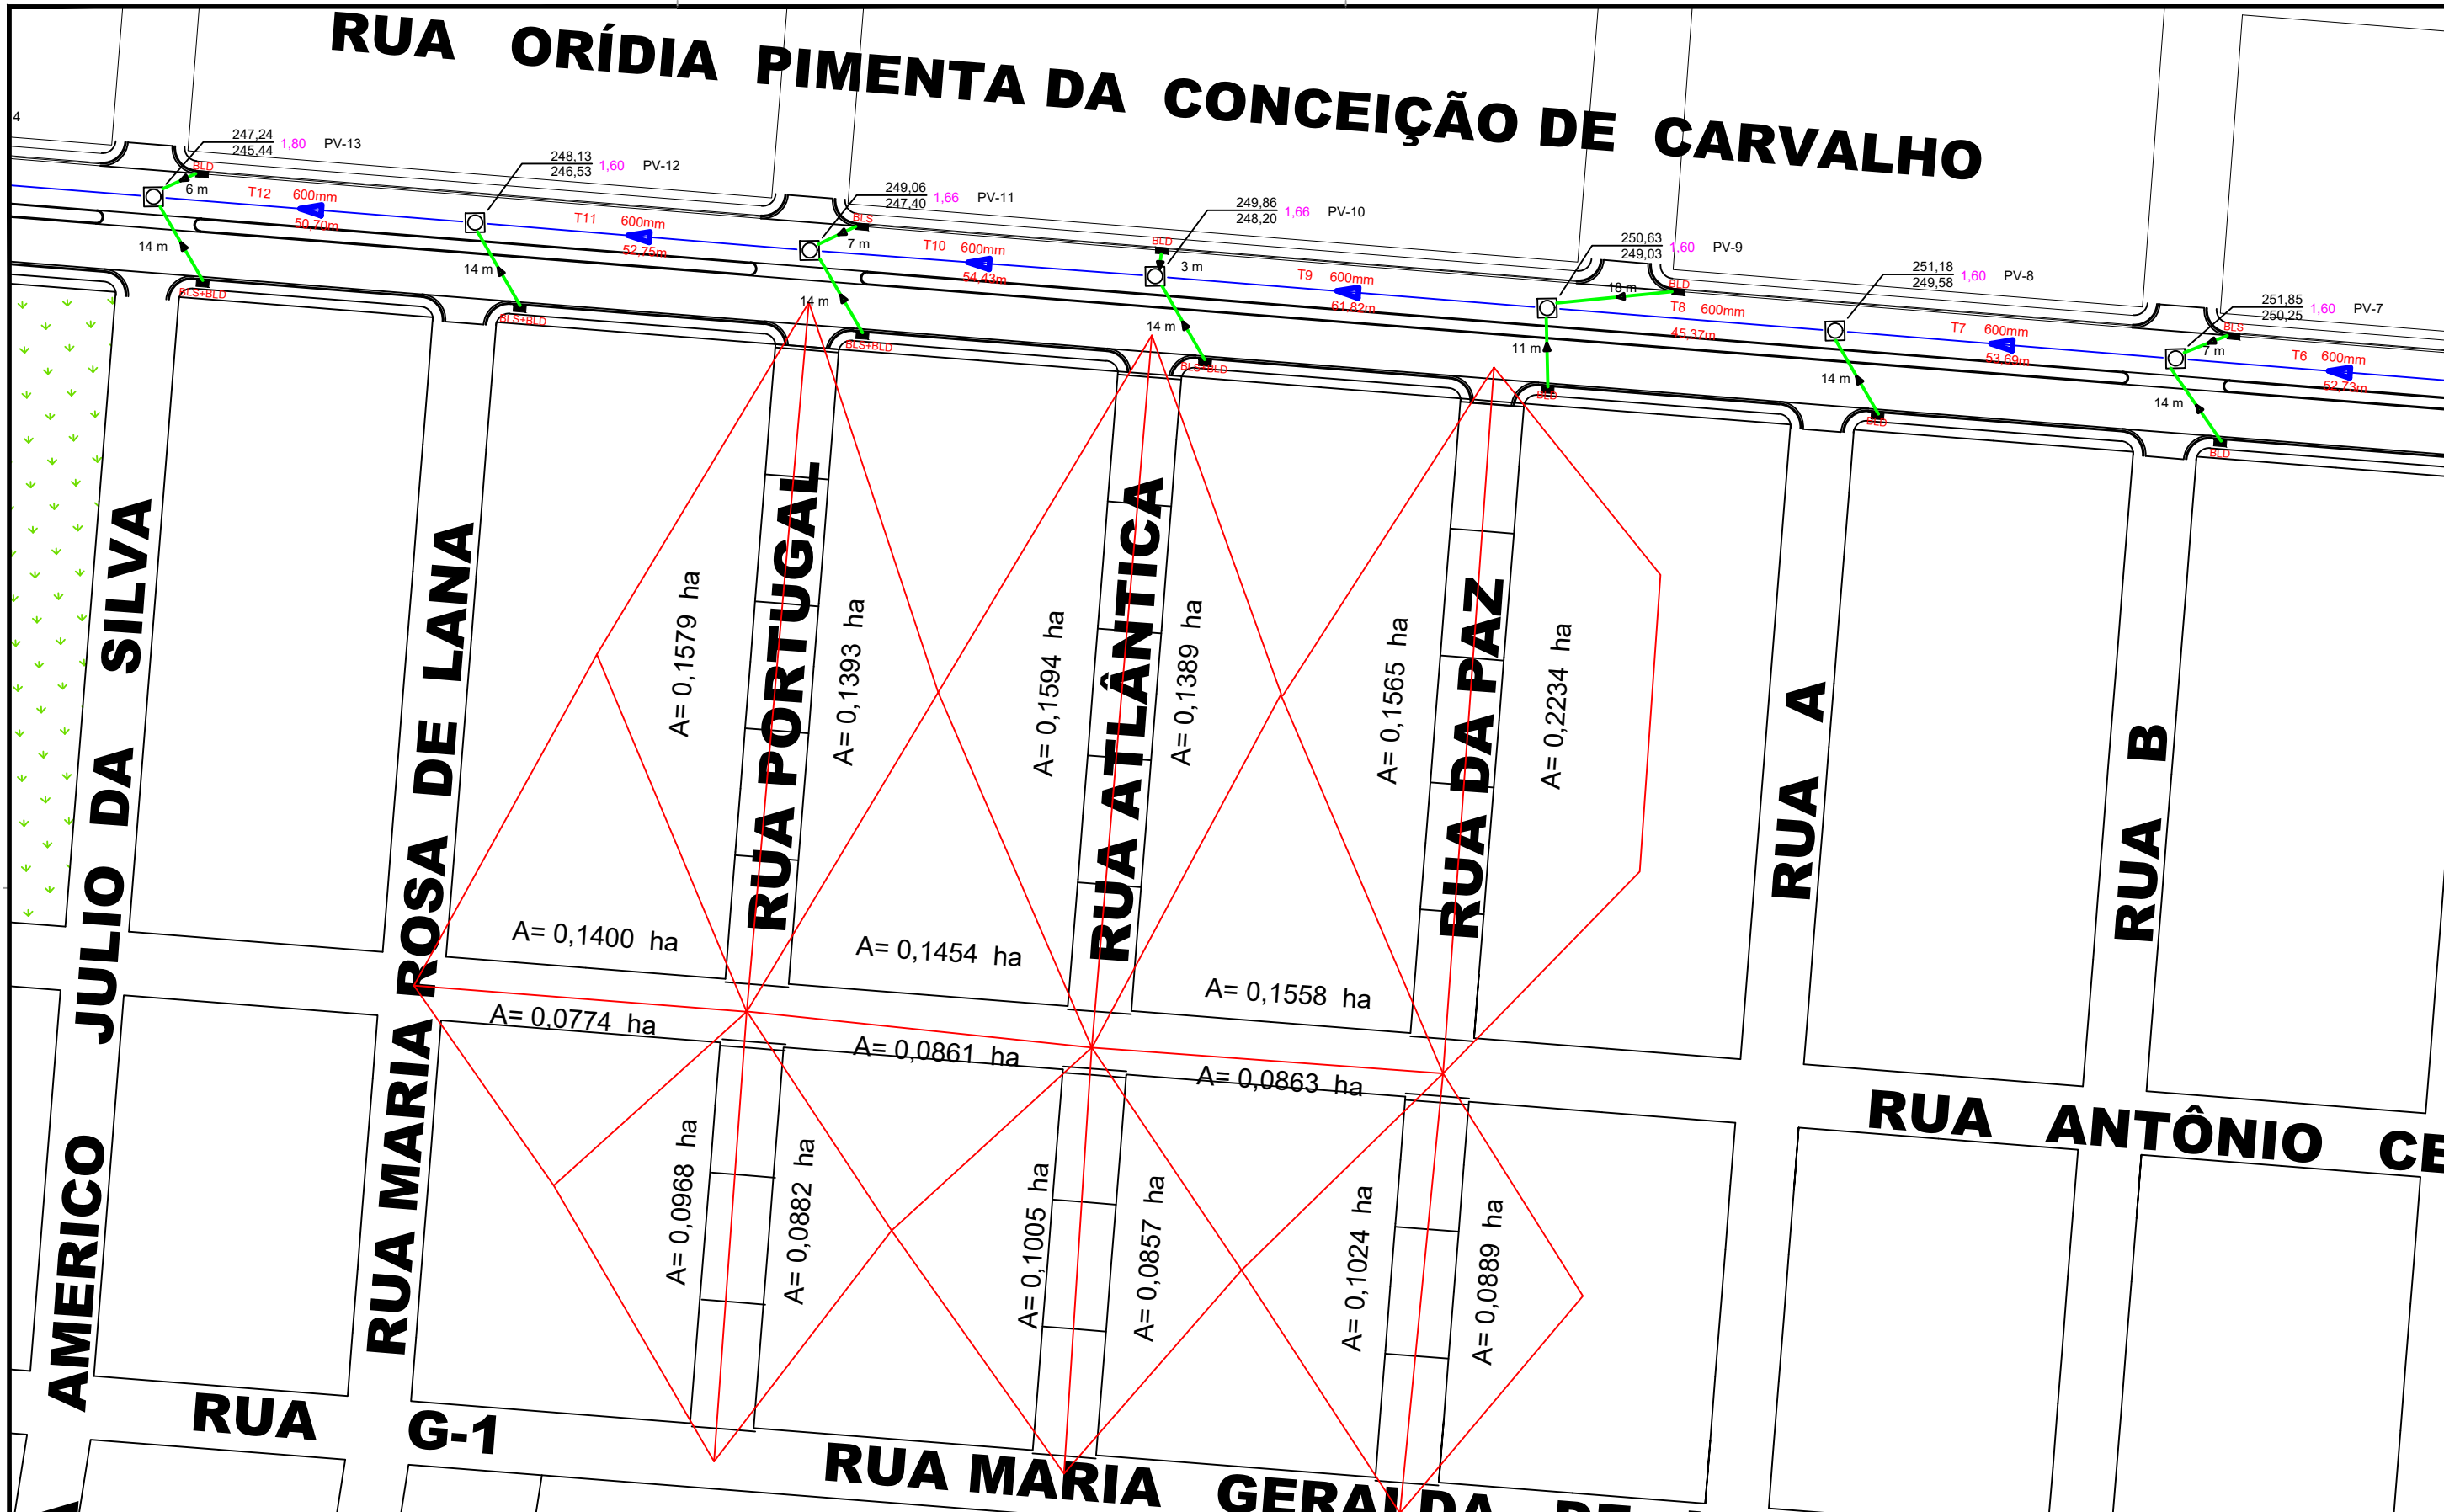 RUA ORÍDIA PIMENTA DA CONCEIÇÃO DE CARVALHO
4
247,24
245,44
1,80
PV-13
BLD
6 m
T12 600mm
50,70m
14 m
BLS+BLD
248,13
246,53
1,60
PV-12
T11 600mm
52,75m
14 m
BLS+BLD
249,06
247,40
1,66
PV-11
BLS
7 m
T10 600mm
54,43m
14 m
BLS+BLD
249,86
248,20
1,66
PV-10
BLD
3 m
T9 600mm
61,82m
14 m
BLS+BLD
250,63
249,03
1,60
PV-9
18 m
BLD
T8 600mm
45,37m
11 m
BLD
251,18
249,58
1,60
PV-8
T7 600mm
53,69m
14 m
BLD
251,85
250,25
1,60
PV-7
BLS
7 m
T6 600mm
52,73m
14 m
BLD
AMERICO JULIO DA SILVA
RUA MARIA ROSA DE LANA
RUA PORTUGAL
RUA ATLÂNTICA
RUA DA PAZ
RUA A
RUA B
A= 0,1579 ha
A= 0,1393 ha
A= 0,1594 ha
A= 0,1389 ha
A= 0,1565 ha
A= 0,2234 ha
A= 0,1400 ha
A= 0,1454 ha
A= 0,1558 ha
A= 0,0774 ha
A= 0,0861 ha
A= 0,0863 ha
RUA ANTÔNIO CE
A= 0,0968 ha
A= 0,0882 ha
A= 0,1005 ha
A= 0,0857 ha
A= 0,1024 ha
A= 0,0889 ha
RUA G-1
RUA MARIA GERALDA DE